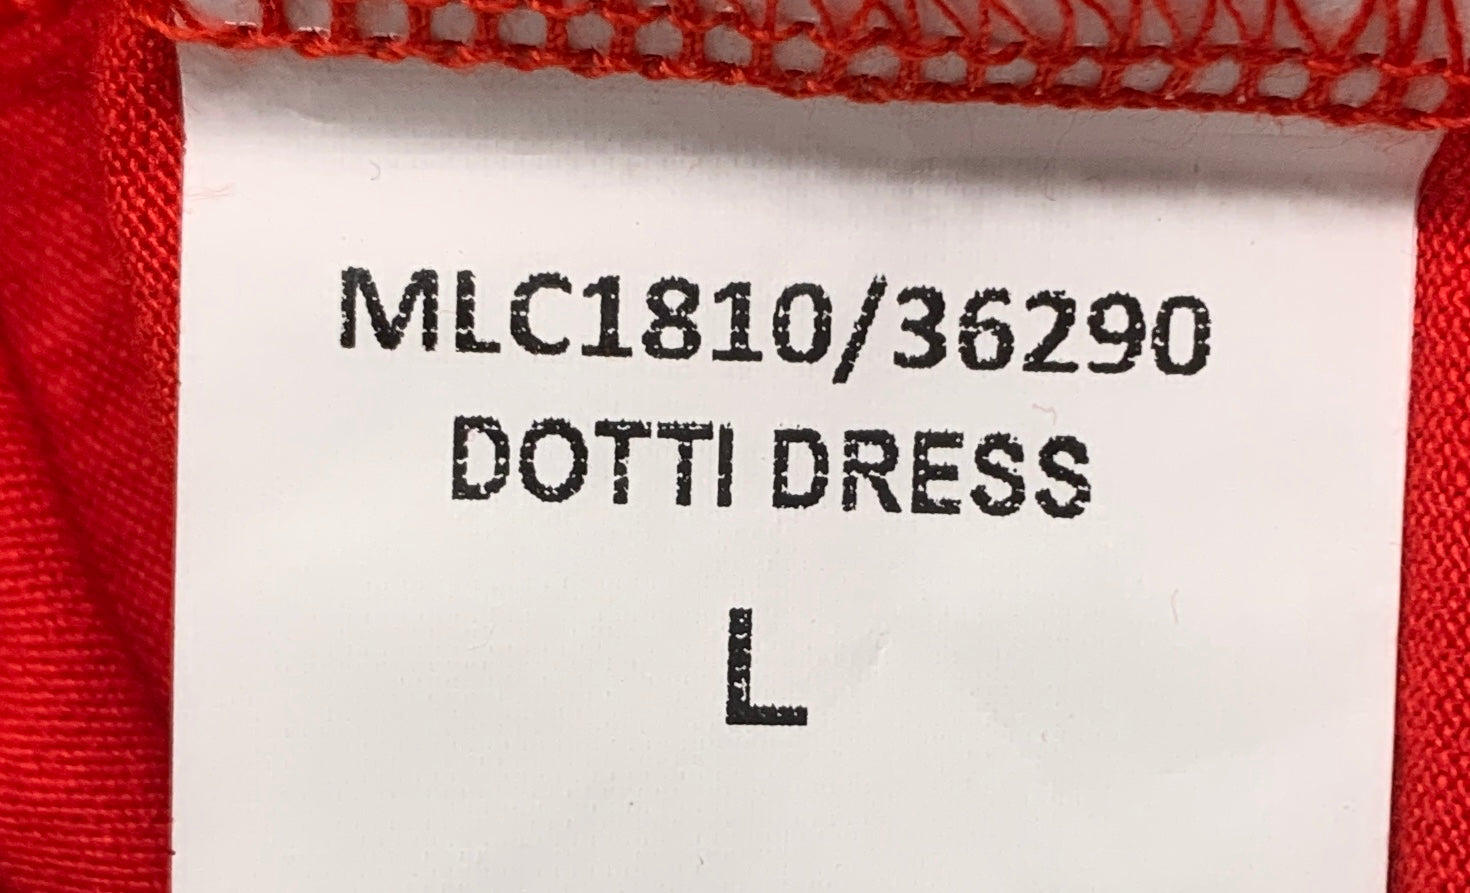 MLC1810/36290
DOTTI DRESS
L